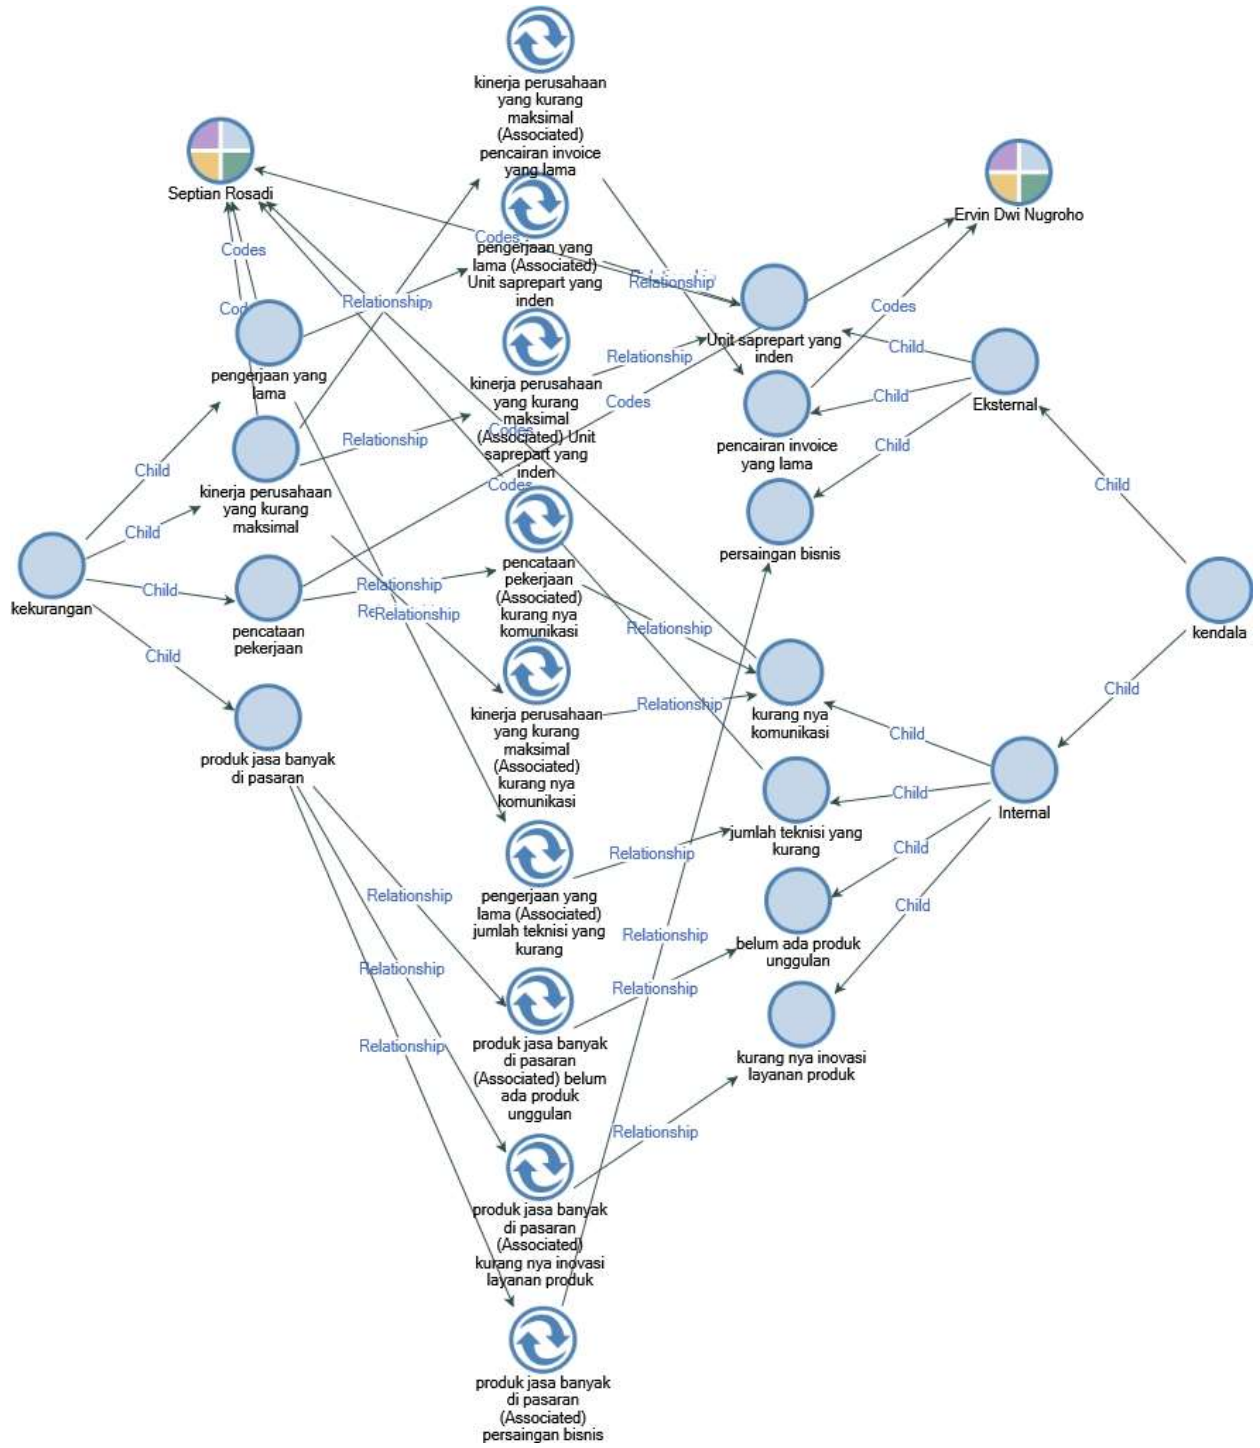 kinerja perusahaan
yang kurang
maksimal
(Associated)
pencairan invoice
yang lama
Septian Rosadi
Ervin Dwi Nugroho
Codes
Codes
Codes
pengerjaan yang
lama (Associated)
Unit saprepart yang
inden
Relationship
Relationship
Unit saprepart yang
inden
Codes
Child
Eksternal
pengerjaan yang
lama
kinerja perusahaan
yang kurang
maksimal
(Associated) Unit
saprepart yang
inden
Relationship
Child
Codes
Codes
Relationship
pencairan invoice
yang lama
Child
Child
kinerja perusahaan
yang kurang
maksimal
Child
Codes
Child
persaingan bisnis
kekurangan
Child
pencataan
pekerjaan
Relationship
Relationship
pencataan
pekerjaan
(Associated)
kurang nya
komunikasi
Relationship
kendala
Child
Child
produk jasa banyak
di pasaran
kinerja perusahaan
yang kurang
maksimal
(Associated)
kurang nya
komunikasi
Relationship
kurang nya
komunikasi
Child
Child
Internal
jumlah teknisi yang
kurang
Relationship
pengerjaan yang
lama (Associated)
jumlah teknisi yang
kurang
Relationship
Child
Child
Relationship
belum ada produk
unggulan
Relationship
Relationship
produk jasa banyak
di pasaran
(Associated) belum
ada produk
unggulan
Relationship
kurang nya inovasi
layanan produk
Relationship
produk jasa banyak
di pasaran
(Associated)
kurang nya inovasi
layanan produk
produk jasa banyak
di pasaran
(Associated)
persaingan bisnis